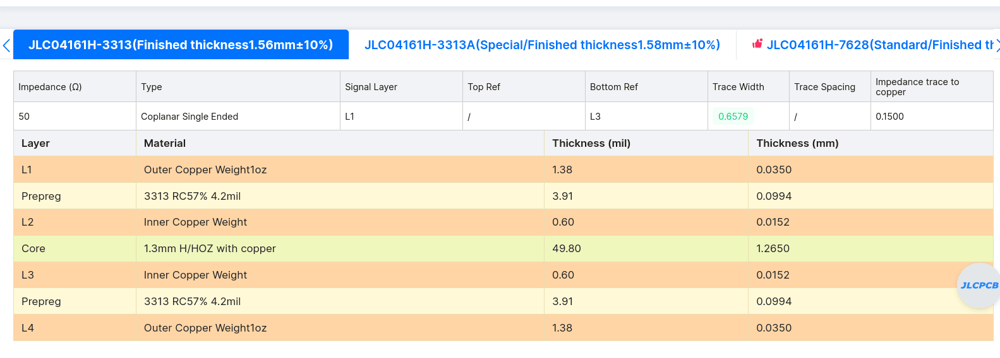 JLC04161H-3313(Finished thickness1.56mm±10%) JLC04161H-3313A(Special/Finished thickness1.58mm±10%) JLC04161H-7628(Standard/Finished
Impedance (Ω) Type Signal Layer Top Ref Bottom Ref Trace Width Trace Spacing Impedance trace to copper
50 Coplanar Single Ended L1 / L3 0.6579 / 0.1500
Layer Material Thickness (mil) Thickness (mm)
L1 Outer Copper Weight1oz 1.38 0.0350
Prepreg 3313 RC57% 4.2mil 3.91 0.0994
L2 Inner Copper Weight 0.60 0.0152
Core 1.3mm H/HOZ with copper 49.80 1.2650
L3 Inner Copper Weight 0.60 0.0152
JLCPCB
Prepreg 3313 RC57% 4.2mil 3.91 0.0994
L4 Outer Copper Weight1oz 1.38 0.0350